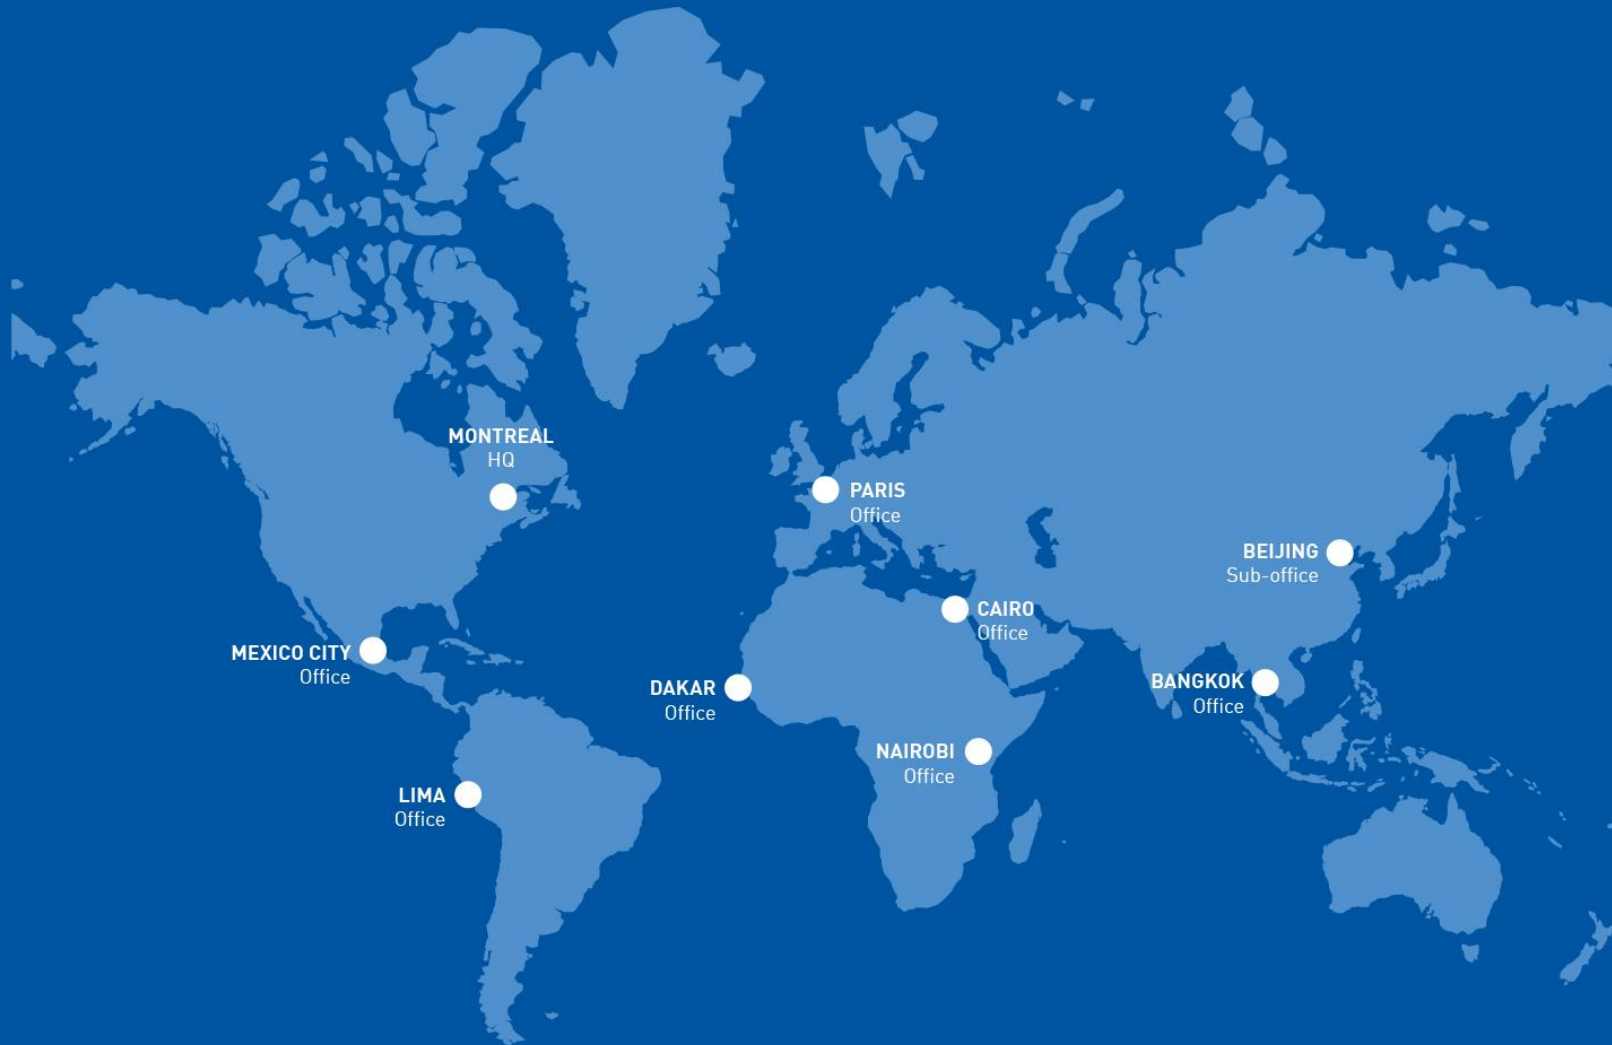 MONTREAL
HQ
PARIS
Office
BEIJING
Sub-office
CAIRO
Office
MEXICO CITY
Office
DAKAR
Office
BANGKOK
Office
NAIROBI
Office
LIMA
Office